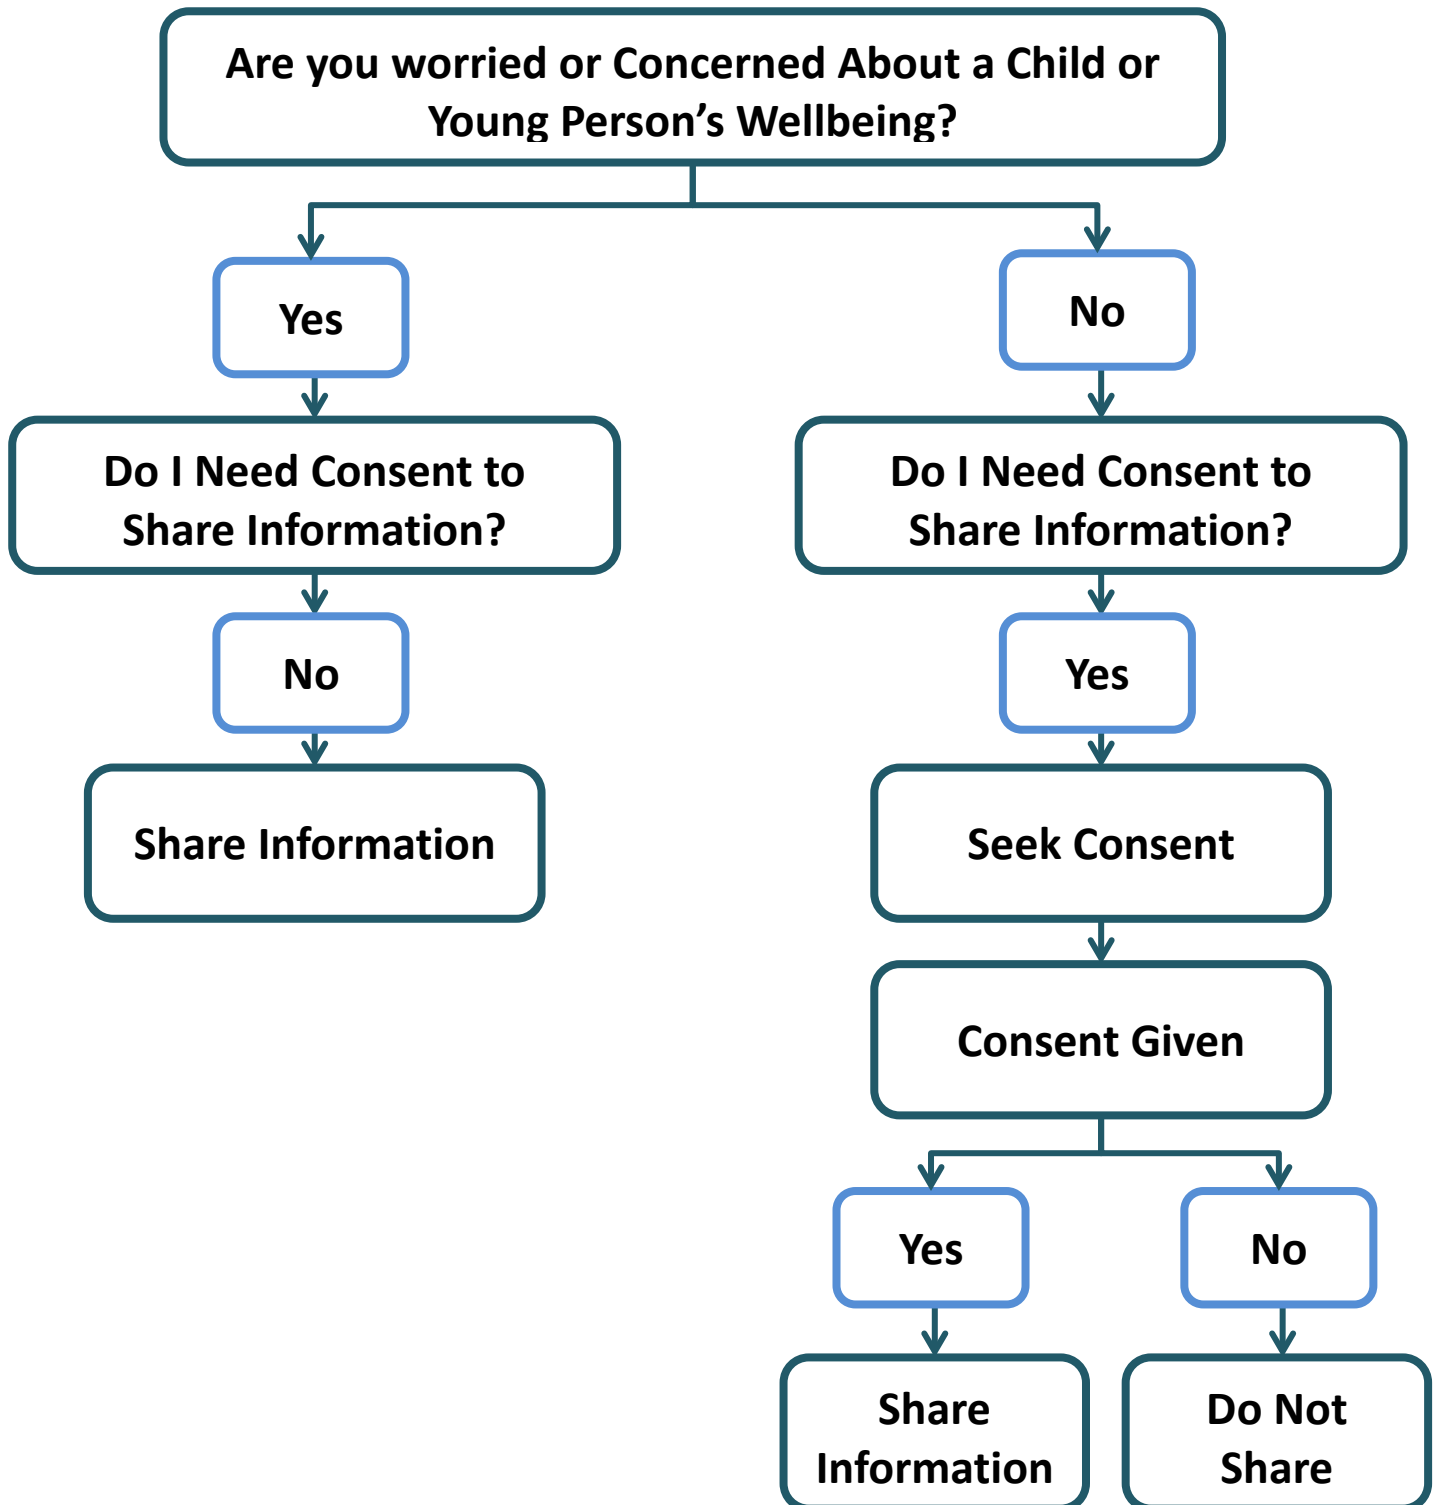 Are you worried or Concerned About a Child or
Young Person's Wellbeing?
Yes
No
Do I Need Consent to
Share Information?
Do I Need Consent to
Share Information?
No
Yes
Share Information
Seek Consent
Consent Given
Yes
No
Share
Information
Do Not
Share